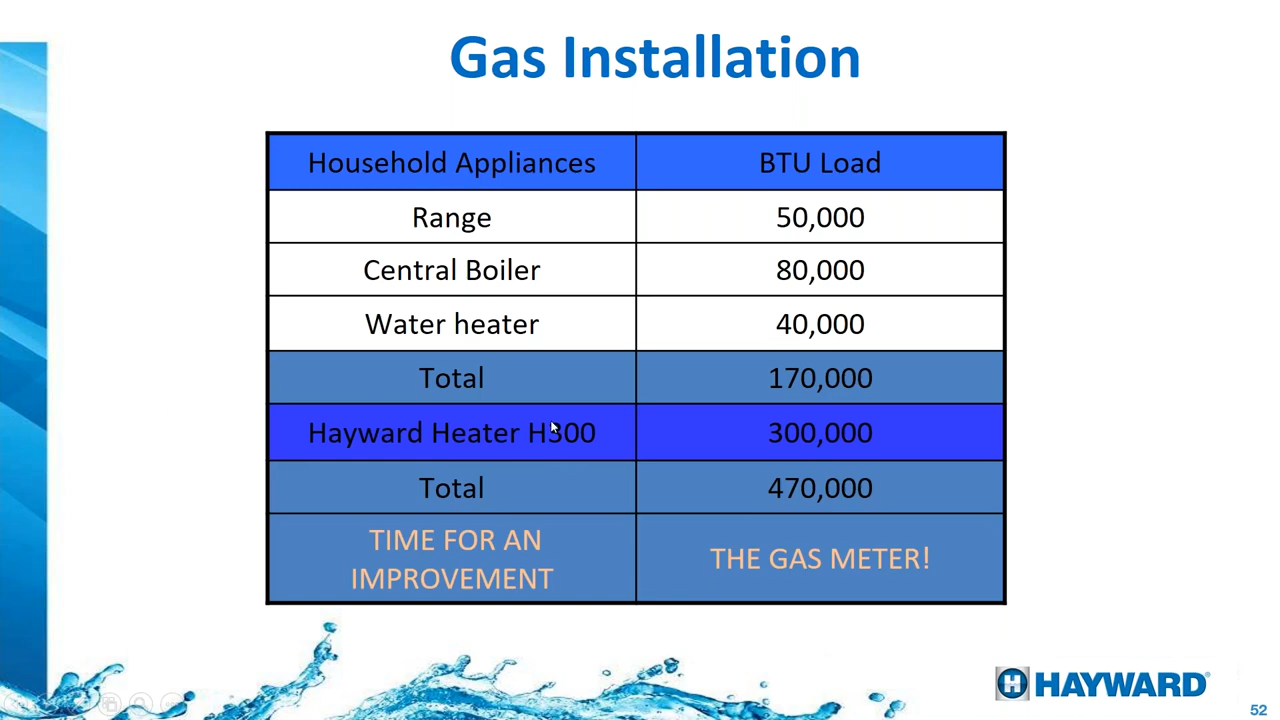 Gas Installation
Household Appliances BTU Load
Range 50,000
Central Boiler 80,000
Water heater 40,000
Total 170,000
Hayward Heater H300 300,000
Total 470,000
TIME FOR AN
IMPROVEMENT
THE GAS METER!
H HAYWARD®
52